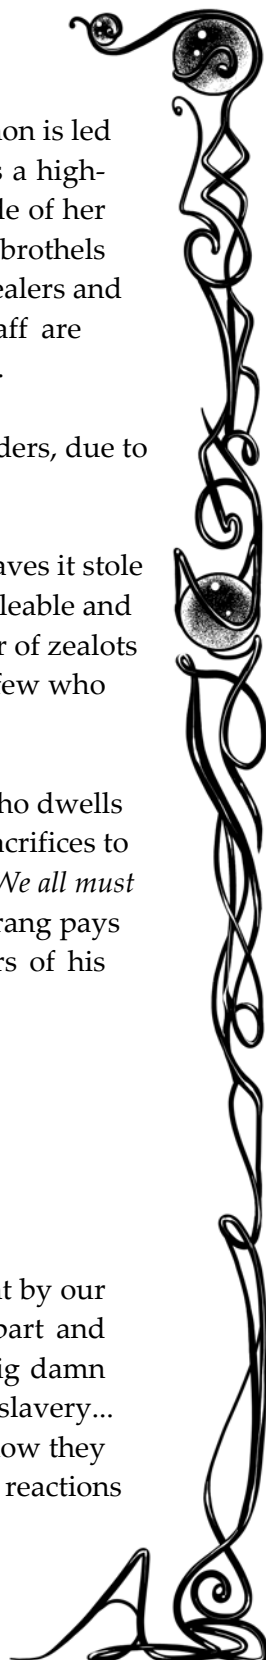 non is led
s a high-
le of her
brothels
ealers and
aff are
.
ders, due to
aves it stole
leable and
r of zealots
few who
ho dwells
acrifices to
We all must
rang pays
rs of his
t by our
part and
ig damn
slavery...
ow they
reactions